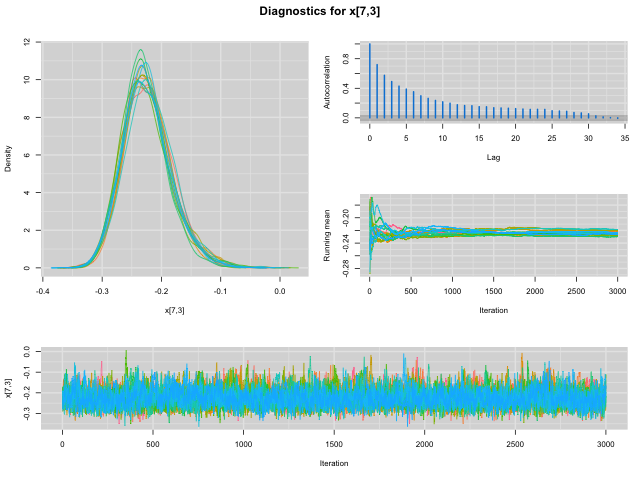 Diagnostics for x[7,3]
Density
0 2 4 6 8 10 12
-0.4 -0.3 -0.2 -0.1 0.0
x[7,3]
Autocorrelation
0.0 0.4 0.8
0 5 10 15 20 25 30 35
Lag
Running mean
-0.28 -0.24 -0.20
0 500 1000 1500 2000 2500 3000
Iteration
x[7,3]
-0.3 -0.2 -0.1 0.0
0 500 1000 1500 2000 2500 3000
Iteration